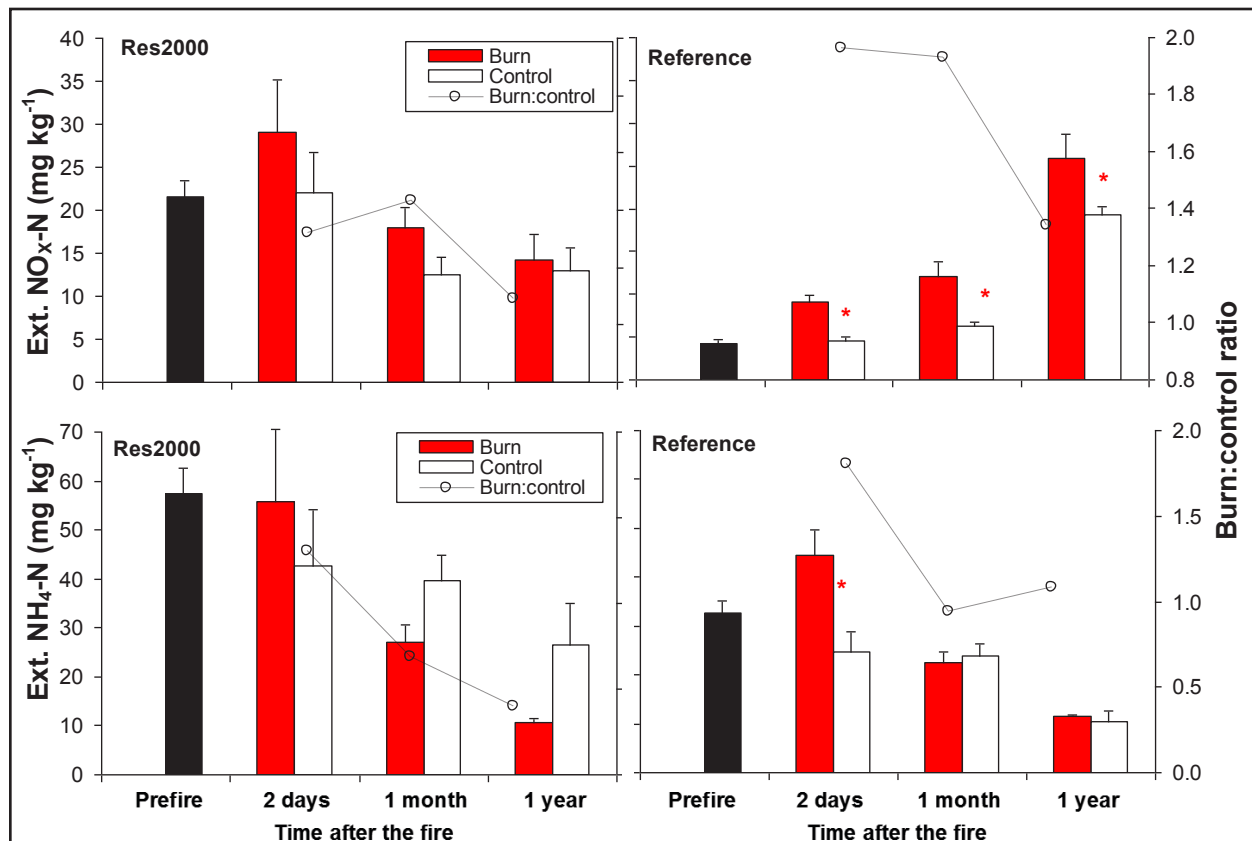 Res2000
Burn
Control
Burn:control
Ext. NOX-N (mg kg-1)
40
35
30
25
20
15
10
5
0
Reference
*
*
*
2.0
1.8
1.6
1.4
1.2
1.0
0.8
Res2000
Burn
Control
Burn:control
Ext. NH4-N (mg kg-1)
70
60
50
40
30
20
10
0
Prefire 2 days 1 month 1 year
Time after the fire
Reference
*
2.0
1.5
1.0
0.5
0.0
Prefire 2 days 1 month 1 year
Time after the fire
Burn:control ratio